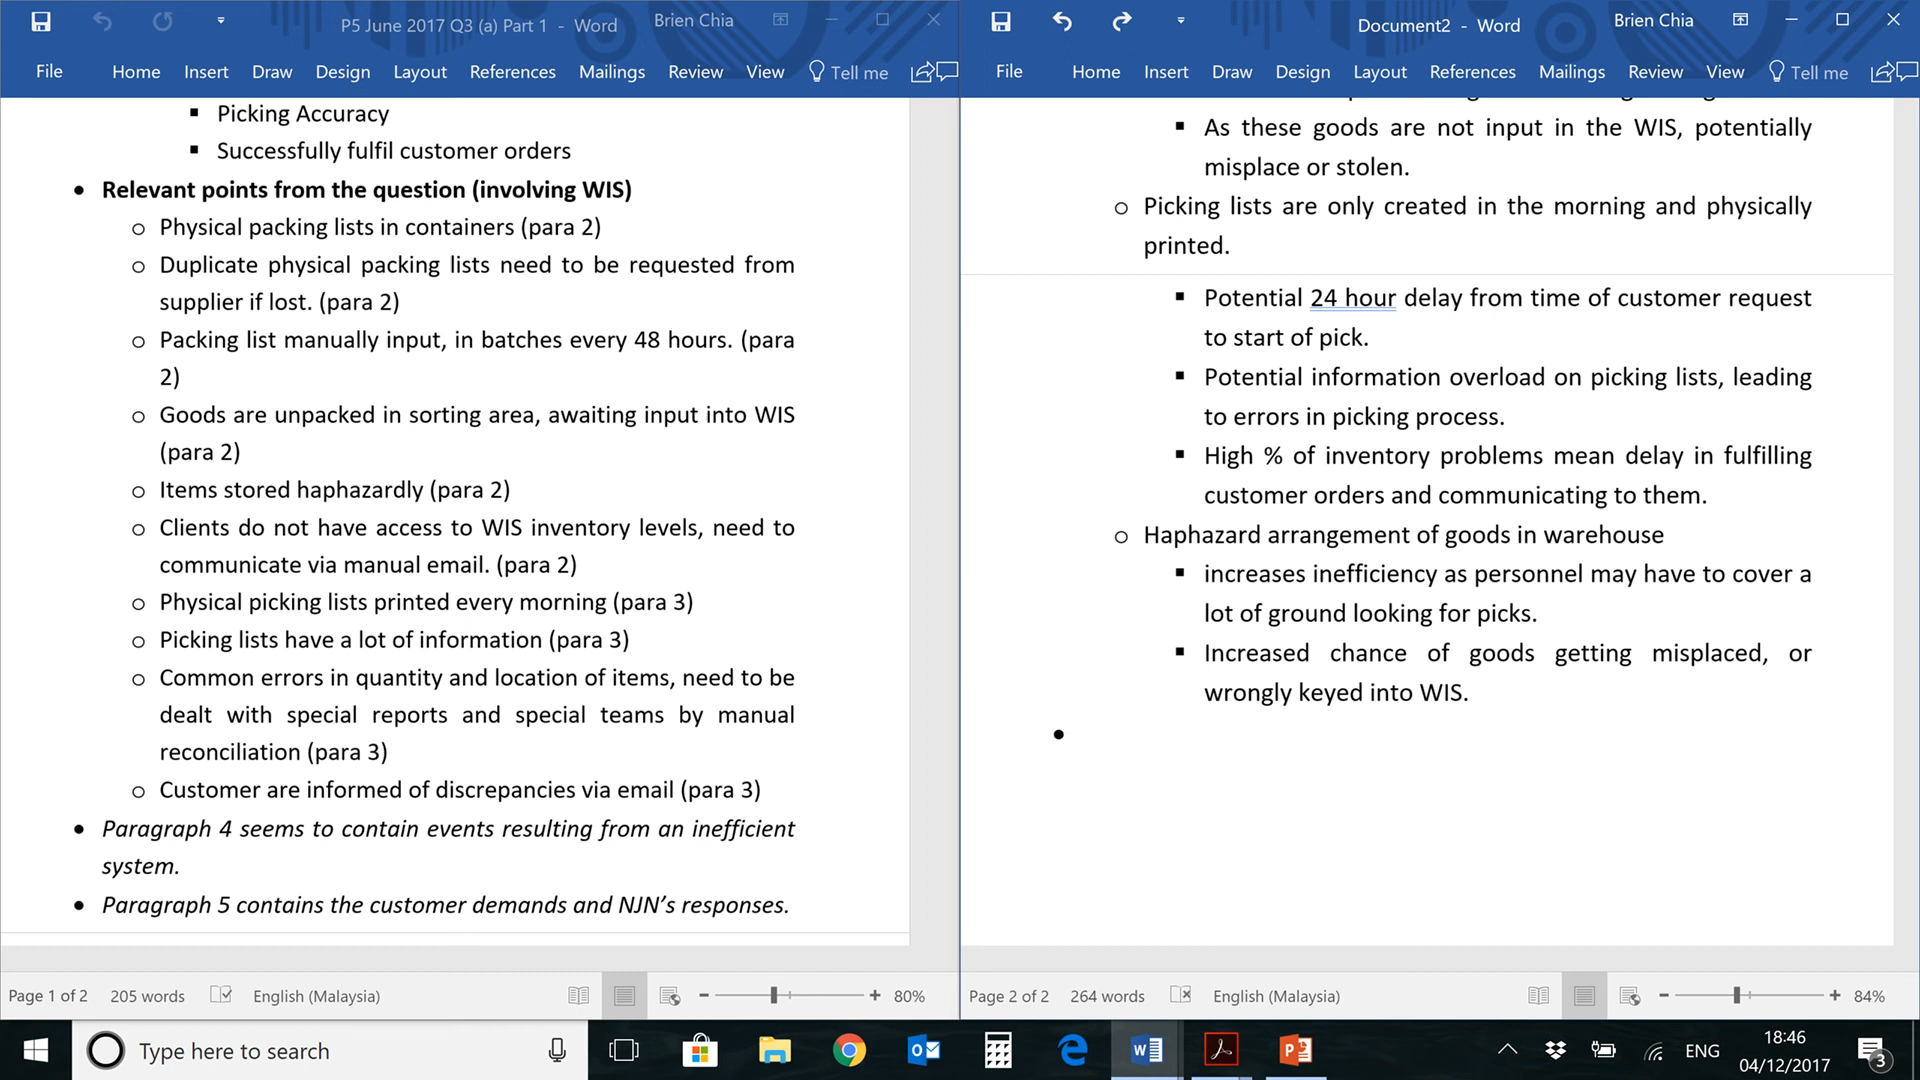 P5 June 2017 Q3 (a) Part 1 - Word
Brien Chia
File Home Insert Draw Design Layout References Mailings Review View Tell me
Picking Accuracy
Successfully fulfil customer orders
Relevant points from the question (involving WIS)
Physical packing lists in containers (para 2)
Duplicate physical packing lists need to be requested from
supplier if lost. (para 2)
Packing list manually input, in batches every 48 hours. (para
2)
Goods are unpacked in sorting area, awaiting input into WIS
(para 2)
Items stored haphazardly (para 2)
Clients do not have access to WIS inventory levels, need to
communicate via manual email. (para 2)
Physical picking lists printed every morning (para 3)
Picking lists have a lot of information (para 3)
Common errors in quantity and location of items, need to be
dealt with special reports and special teams by manual
reconciliation (para 3)
Customer are informed of discrepancies via email (para 3)
Paragraph 4 seems to contain events resulting from an inefficient
system.
Paragraph 5 contains the customer demands and NJN's responses.
Page 1 of 2 205 words English (Malaysia) 80%
Document2 - Word
Brien Chia
File Home Insert Draw Design Layout References Mailings Review View Tell me
As these goods are not input in the WIS, potentially
misplace or stolen.
Picking lists are only created in the morning and physically
printed.
Potential 24 hour delay from time of customer request
to start of pick.
Potential information overload on picking lists, leading
to errors in picking process.
High % of inventory problems mean delay in fulfilling
customer orders and communicating to them.
Haphazard arrangement of goods in warehouse
increases inefficiency as personnel may have to cover a
lot of ground looking for picks.
Increased chance of goods getting misplaced, or
wrongly keyed into WIS.
Page 2 of 2 264 words English (Malaysia) 84%
Type here to search
ENG
18:46
04/12/2017
3